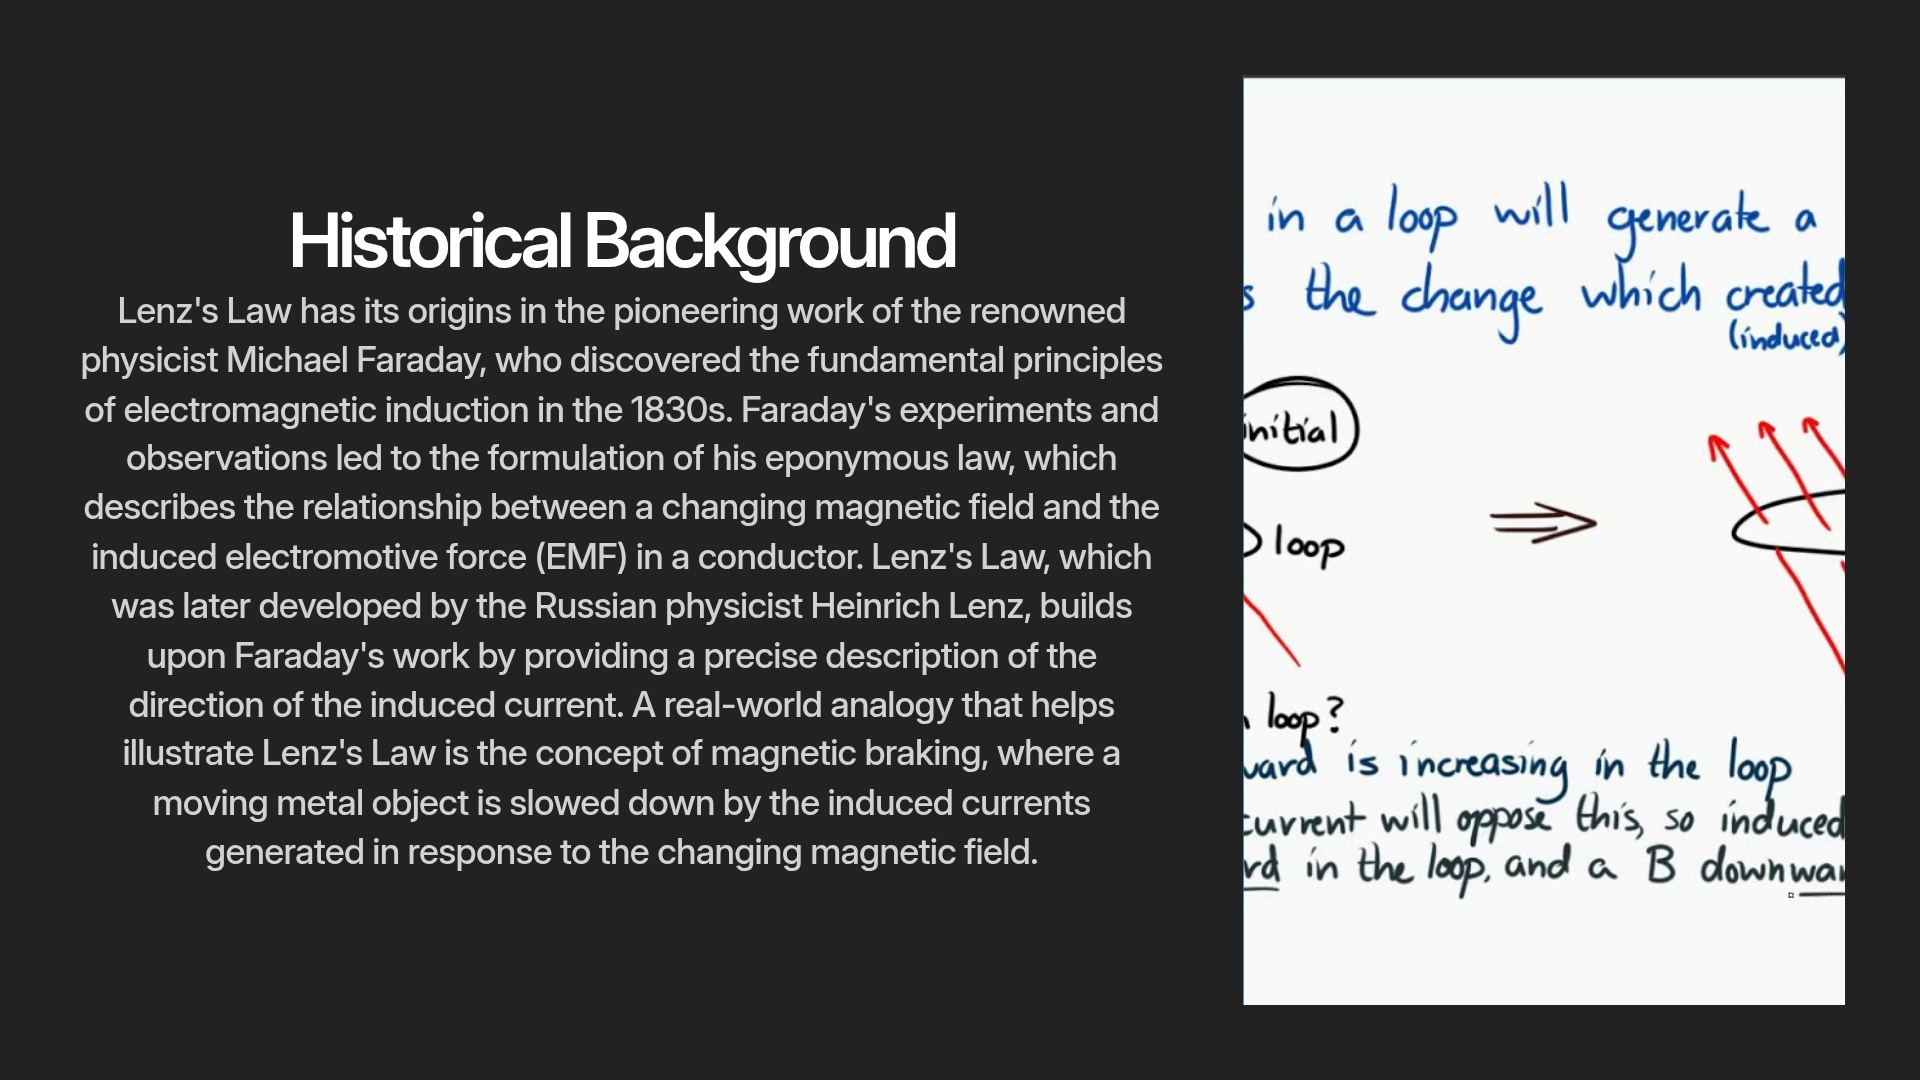 Historical Background
Lenz's Law has its origins in the pioneering work of the renowned
physicist Michael Faraday, who discovered the fundamental principles
of electromagnetic induction in the 1830s. Faraday's experiments and
observations led to the formulation of his eponymous law, which
describes the relationship between a changing magnetic field and the
induced electromotive force (EMF) in a conductor. Lenz's Law, which
was later developed by the Russian physicist Heinrich Lenz, builds
upon Faraday's work by providing a precise description of the
direction of the induced current. A real-world analogy that helps
illustrate Lenz's Law is the concept of magnetic braking, where a
moving metal object is slowed down by the induced currents
generated in response to the changing magnetic field.
in a loop will generate a
s the change which created
(induced)
initial
loop
loop?
ward is increasing in the loop
current will oppose this, so induced
rd in the loop, and a B downwar